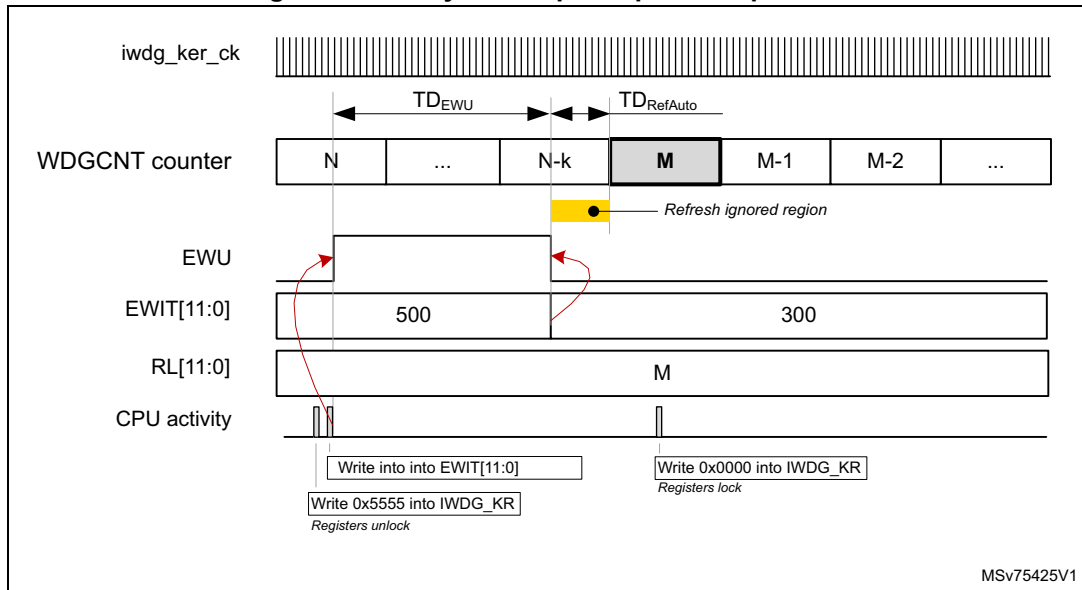 iwdg_ker_ck
TDEWU
TDRefAuto
WDGCNT counter
N
...
N-k
M
M-1
M-2
...
Refresh ignored region
EWU
EWIT[11:0]
500
300
RL[11:0]
M
CPU activity
Write into into EWIT[11:0]
Write 0x0000 into IWDG_KR
Registers lock
Write 0x5555 into IWDG_KR
Registers unlock
MSv75425V1